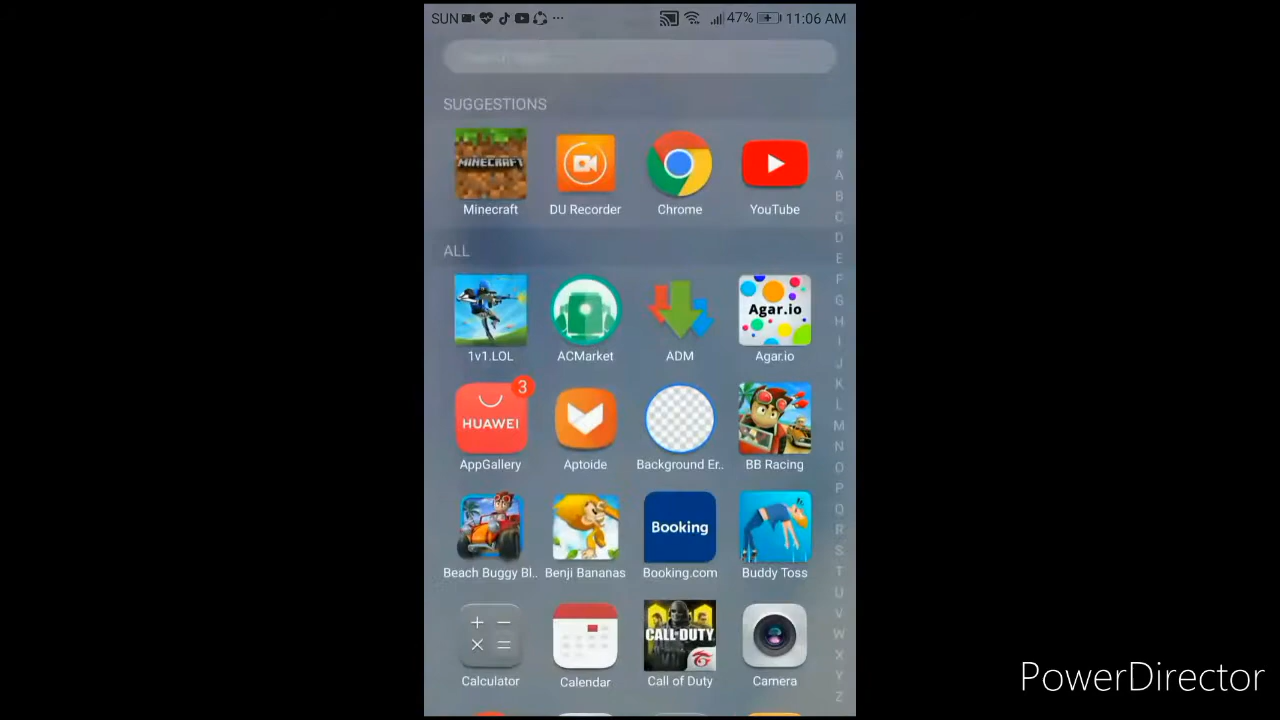 SUN ... 47% 11:06 AM
SUGGESTIONS
MINECRAFT
Minecraft DU Recorder Chrome YouTube
ALL
Agar.io
1v1.LOL ACMarket ADM Agar.io
3
HUAWEI
AppGallery Aptoide Background Er.. BB Racing
Booking
Beach Buggy Bl.. Benji Bananas Booking.com Buddy Toss
CALL OF DUTY
Calculator Calendar Call of Duty Camera
#
A
B
C
D
E
F
G
H
I
J
K
L
M
N
O
P
Q
R
S
T
U
V
W
X
Y
Z
PowerDirector